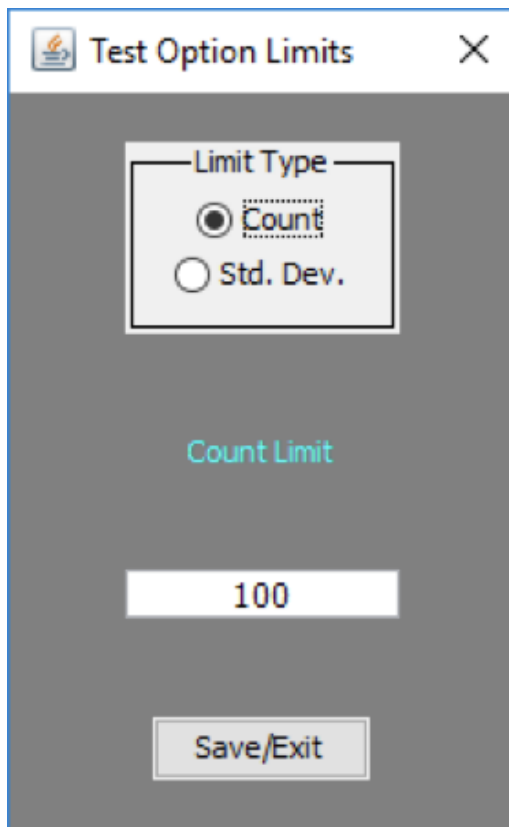 Test Option Limits
Limit Type
Count
Std. Dev.
Count Limit
100
Save/Exit